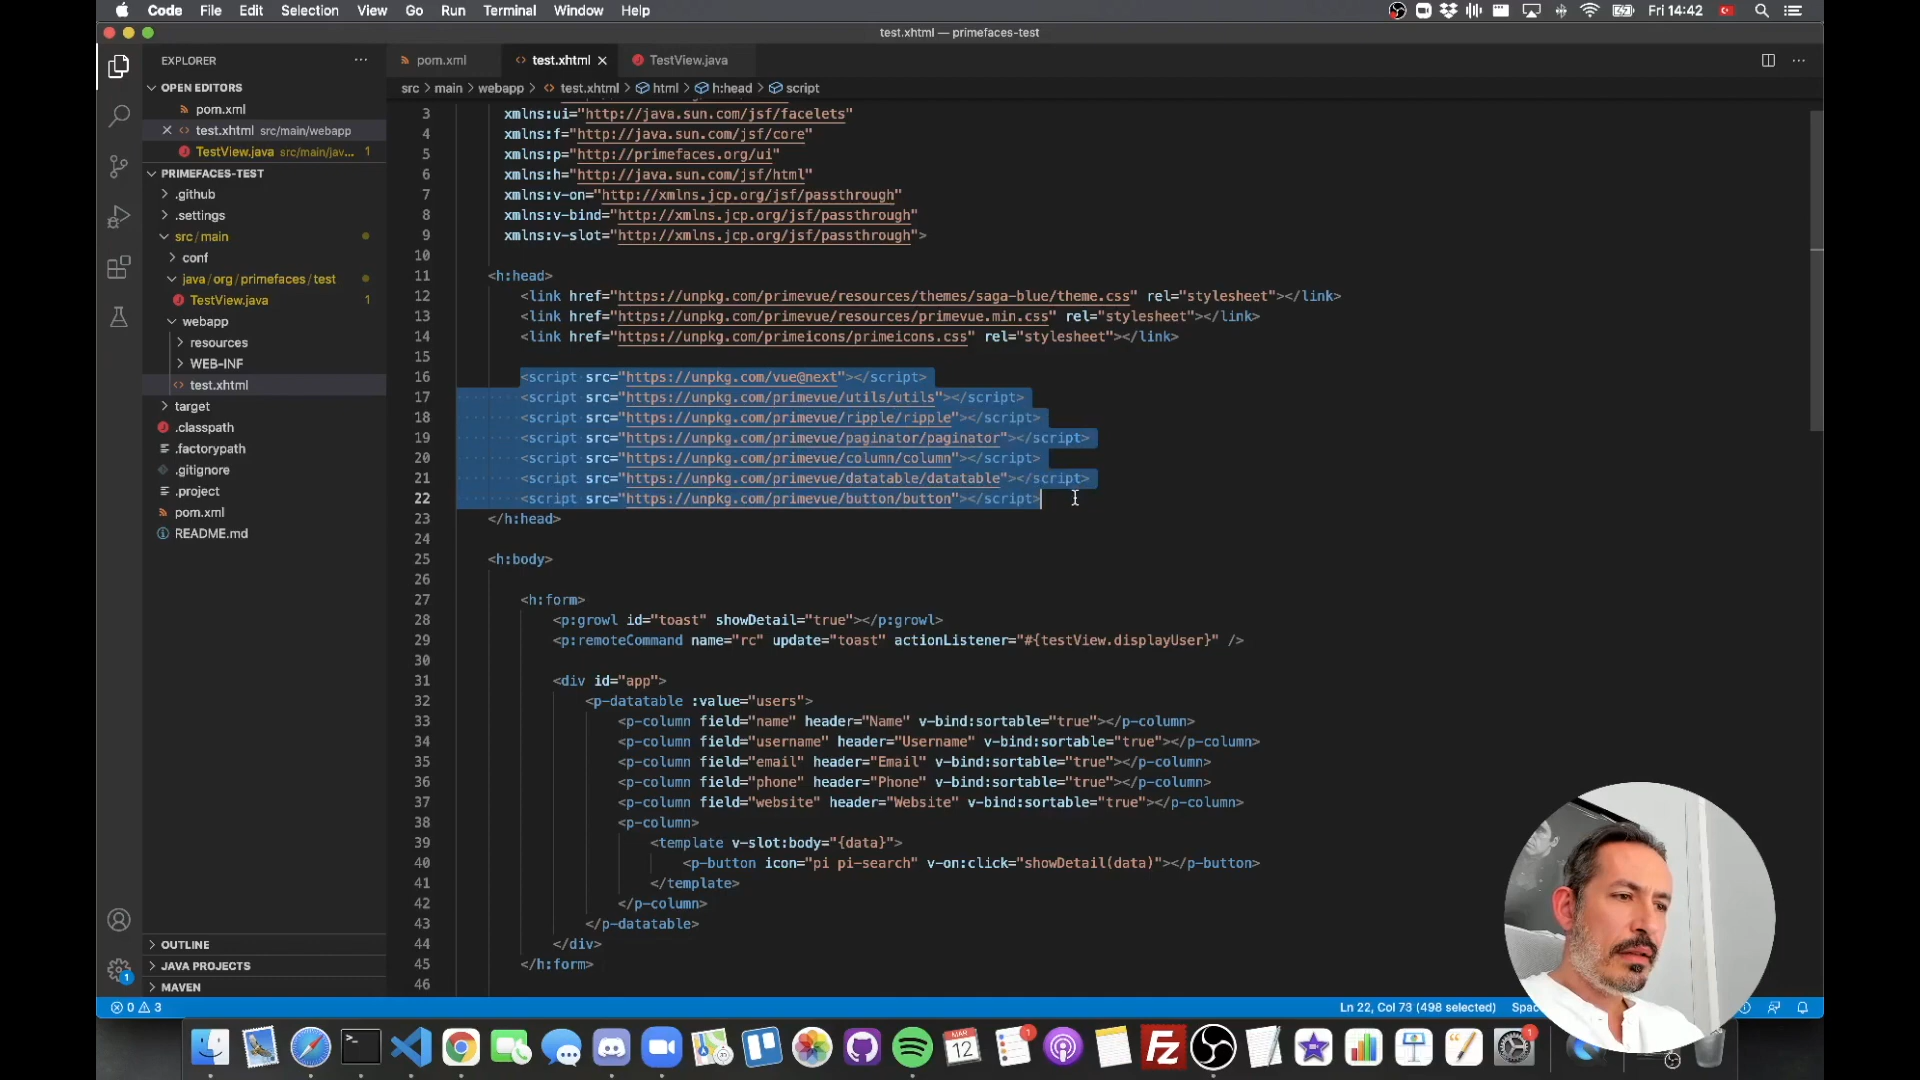 Code File Edit Selection View Go Run Terminal Window Help Fri 14:42
test.xhtml — primefaces-test
EXPLORER
pom.xml test.xhtml TestView.java
src > main > webapp > test.xhtml > html > h:head > script
OPEN EDITORS
pom.xml
test.xhtml src/main/webapp
TestView.java src/main/jav... 1
PRIMEFACES-TEST
.github
.settings
src / main
conf
java / org / primefaces / test
TestView.java 1
webapp
resources
WEB-INF
test.xhtml
target
.classpath
.factorypath
.gitignore
.project
pom.xml
README.md
OUTLINE
JAVA PROJECTS
MAVEN
3 xmlns:ui="http://java.sun.com/jsf/facelets"
4 xmlns:f="http://java.sun.com/jsf/core"
5 xmlns:p="http://primefaces.org/ui"
6 xmlns:h="http://java.sun.com/jsf/html"
7 xmlns:v-on="http://xmlns.jcp.org/jsf/passthrough"
8 xmlns:v-bind="http://xmlns.jcp.org/jsf/passthrough"
9 xmlns:v-slot="http://xmlns.jcp.org/jsf/passthrough">
10
11 <h:head>
12 <link href="https://unpkg.com/primevue/resources/themes/saga-blue/theme.css" rel="stylesheet"></link>
13 <link href="https://unpkg.com/primevue/resources/primevue.min.css" rel="stylesheet"></link>
14 <link href="https://unpkg.com/primeicons/primeicons.css" rel="stylesheet"></link>
15
16 <script src="https://unpkg.com/vue@next"></script>
17 <script src="https://unpkg.com/primevue/utils/utils"></script>
18 <script src="https://unpkg.com/primevue/ripple/ripple"></script>
19 <script src="https://unpkg.com/primevue/paginator/paginator"></script>
20 <script src="https://unpkg.com/primevue/column/column"></script>
21 <script src="https://unpkg.com/primevue/datatable/datatable"></script>
22 <script src="https://unpkg.com/primevue/button/button"></script>
23 </h:head>
24
25 <h:body>
26
27 <h:form>
28 <p:growl id="toast" showDetail="true"></p:growl>
29 <p:remoteCommand name="rc" update="toast" actionListener="#{testView.displayUser}" />
30
31 <div id="app">
32 <p-datatable :value="users">
33 <p-column field="name" header="Name" v-bind:sortable="true"></p-column>
34 <p-column field="username" header="Username" v-bind:sortable="true"></p-column>
35 <p-column field="email" header="Email" v-bind:sortable="true"></p-column>
36 <p-column field="phone" header="Phone" v-bind:sortable="true"></p-column>
37 <p-column field="website" header="Website" v-bind:sortable="true"></p-column>
38 <p-column>
39 <template v-slot:body="{data}">
40 <p-button icon="pi pi-search" v-on:click="showDetail(data)"></p-button>
41 </template>
42 </p-column>
43 </p-datatable>
44 </div>
45 </h:form>
46
1
0 3 Ln 22, Col 73 (498 selected) Spac
MAR
12
1
Fz
1